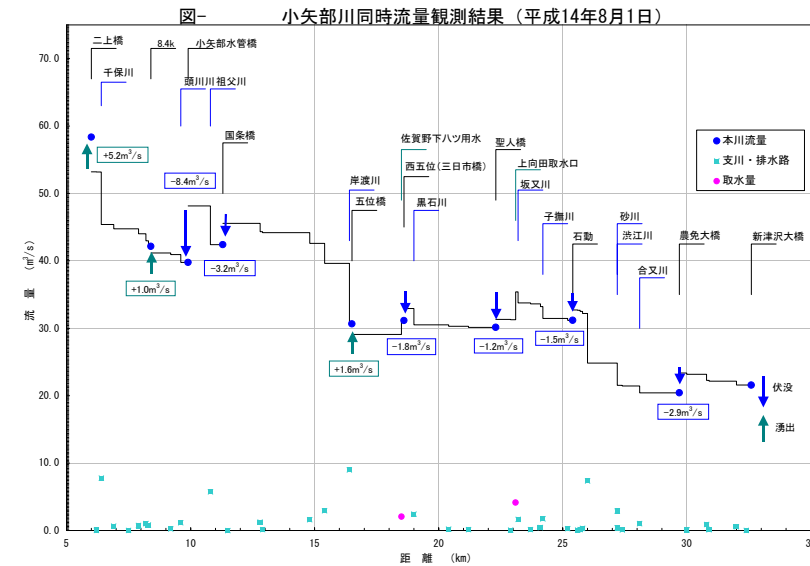 図- 小矢部川同時流量観測結果（平成14年8月1日）
二上橋
8.4k
小矢部水管橋
千保川
頭川川
祖父川
国条橋
岸渡川
五位橋
佐賀野下八ツ用水
西五位(三日市橋)
黒石川
聖人橋
上向田取水口
坂又川
子撫川
石動
砂川
渋江川
合又川
農免大橋
新津沢大橋
本川流量
支川・排水路
取水量
+5.2m³/s
+1.0m³/s
-8.4m³/s
-3.2m³/s
+1.6m³/s
-1.8m³/s
-1.2m³/s
-1.5m³/s
-2.9m³/s
伏没
湧出
流 量 (m³/s)
70.0
60.0
50.0
40.0
30.0
20.0
10.0
0.0
5 10 15 20 25 30 35
距 離 (km)